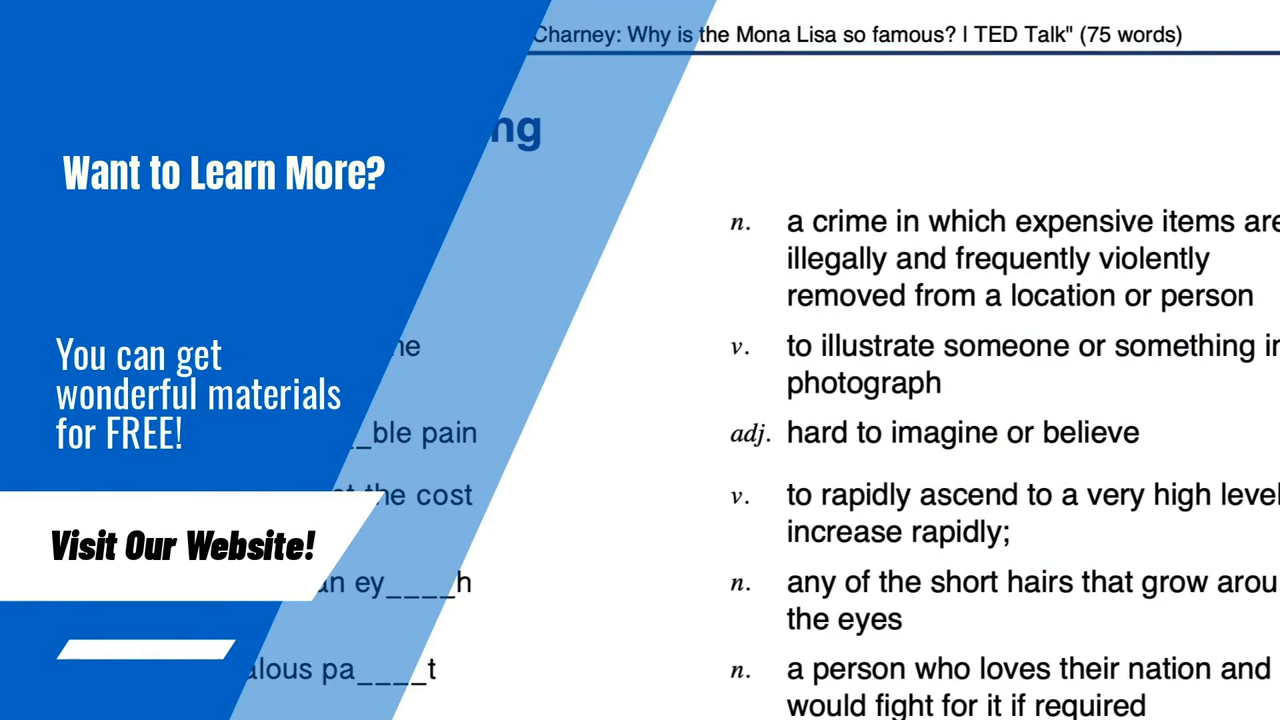 Charney: Why is the Mona Lisa so famous? | TED Talk" (75 words)
Want to Learn More?
You can get
wonderful materials
for FREE!
Visit Our Website!
ng
n. a crime in which expensive items are
illegally and frequently violently
removed from a location or person
ne v. to illustrate someone or something in
photograph
_ble pain adj. hard to imagine or believe
the cost v. to rapidly ascend to a very high level
increase rapidly;
an ey____h n. any of the short hairs that grow arou
the eyes
alous pa____t n. a person who loves their nation and
would fight for it if required